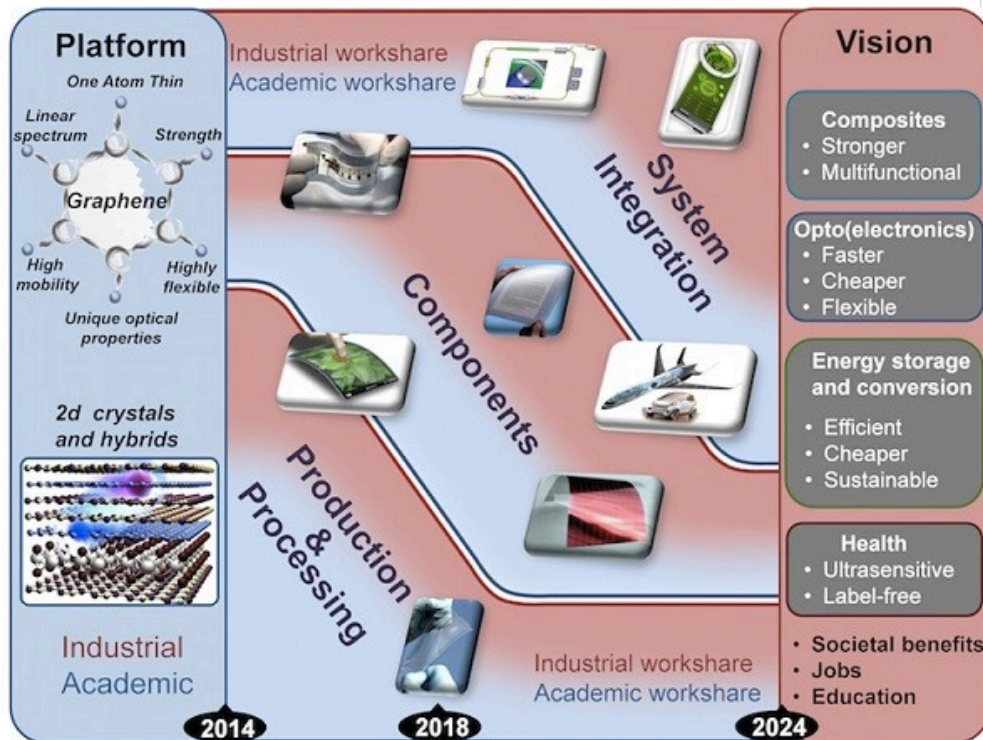 Platform
One Atom Thin
Linear
spectrum
Strength
Graphene
High
mobility
Highly
flexible
Unique optical
properties
2d crystals
and hybrids
Industrial
Academic
Industrial workshare
Academic workshare
System
Integration
Components
Production
&
Processing
Industrial workshare
Academic workshare
2014
2018
2024
Vision
Composites
• Stronger
• Multifunctional
Opto(electronics)
• Faster
• Cheaper
• Flexible
Energy storage
and conversion
• Efficient
• Cheaper
• Sustainable
Health
• Ultrasensitive
• Label-free
• Societal benefits
• Jobs
• Education